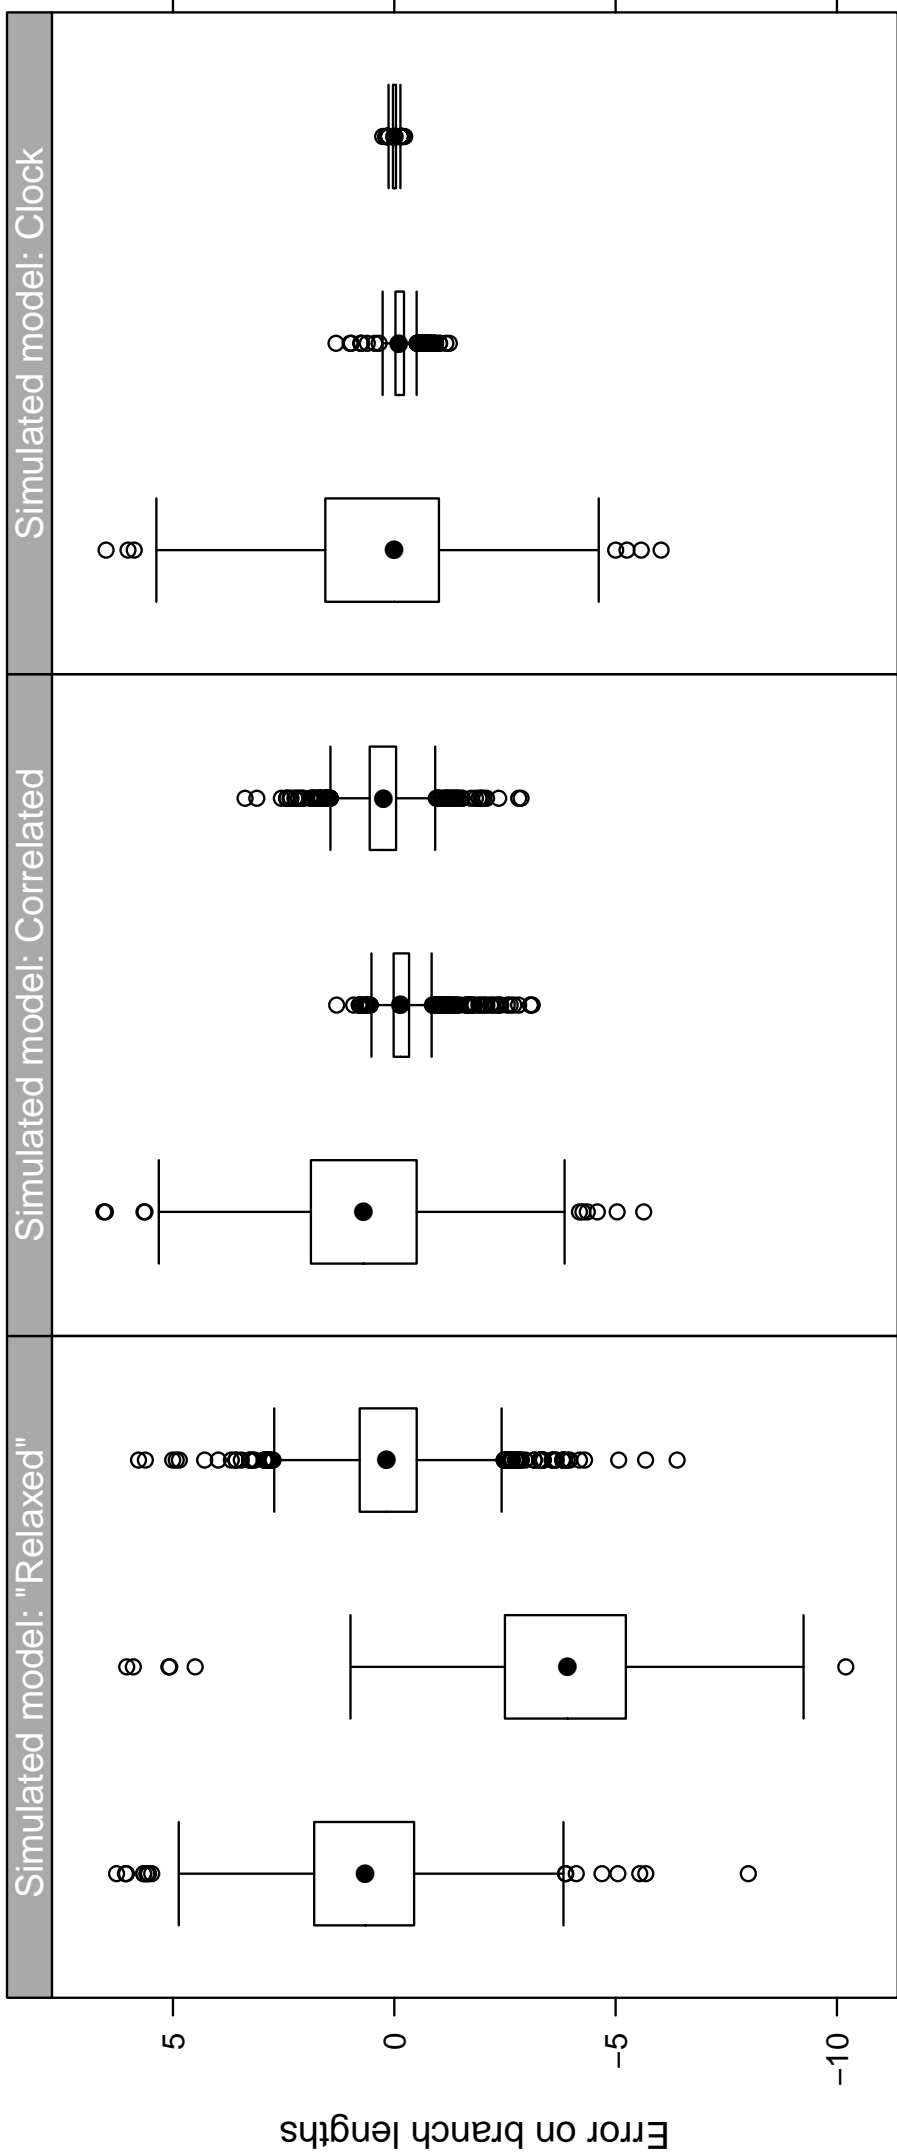 Simulated model: "Relaxed"
Simulated model: Correlated
Simulated model: Clock
5
0
−5
−10
Error on branch lengths